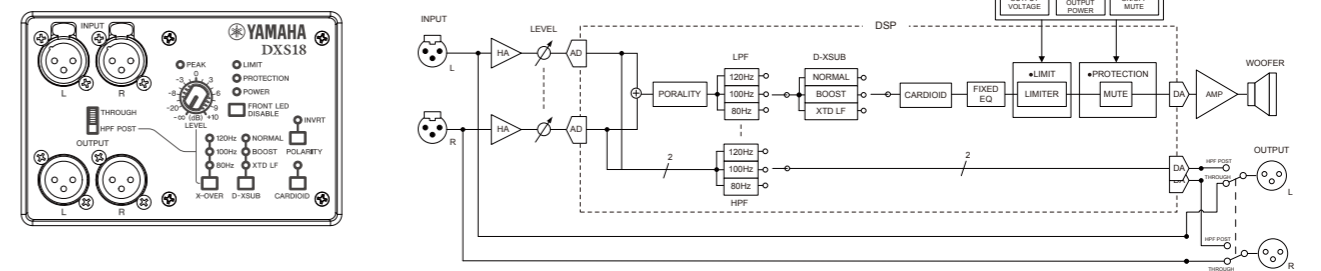 INPUT
L
R
YAMAHA
DXS18
PEAK
LIMIT
PROTECTION
POWER
FRONT LED
DISABLE
-3 0 3
-8 6
-20 9
-∞ (dB) +10
LEVEL
THROUGH
HPF POST
OUTPUT
L
R
120Hz
100Hz
80Hz
X-OVER
NORMAL
BOOST
XTD LF
D-XSUB
INVRT
POLARITY
CARDIOID
INPUT
L
R
LEVEL
HA
HA
AD
AD
DSP
PORALITY
LPF
120Hz
100Hz
80Hz
D-XSUB
NORMAL
BOOST
XTD LF
CARDIOID
FIXED
EQ
VOLTAGE
OUTPUT
POWER
MUTE
●LIMIT
LIMITER
●PROTECTION
MUTE
DA
AMP
WOOFER
2
120Hz
100Hz
80Hz
HPF
2
DA
HPF POST
THROUGH
OUTPUT
L
HPF POST
THROUGH
R